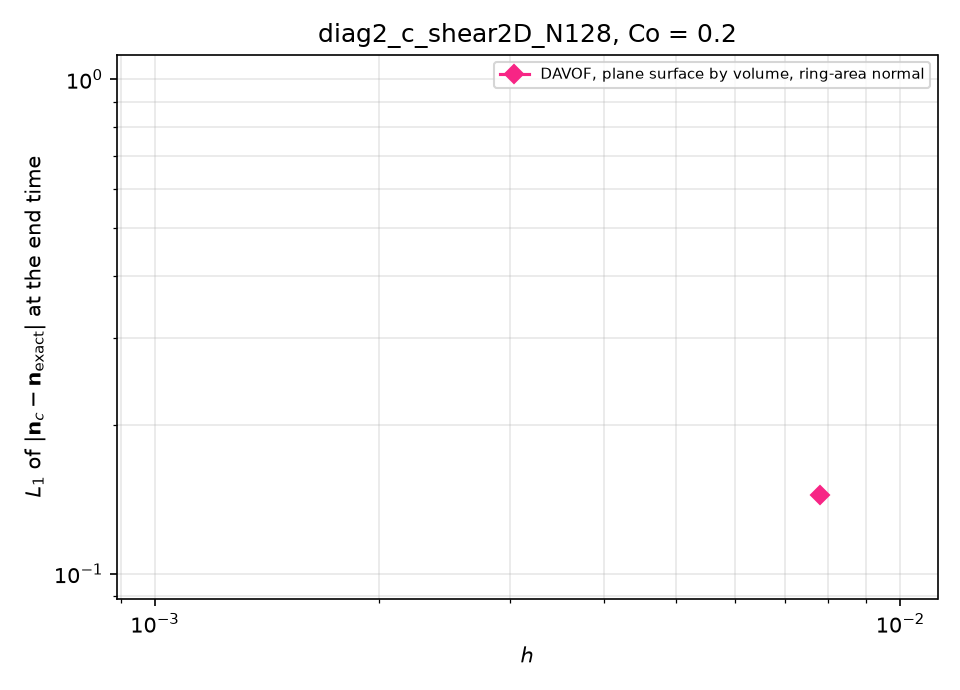 diag2_c_shear2D_N128, Co = 0.2
DAVOF, plane surface by volume, ring-area normal
10⁰
10⁻¹
L₁ of |n_c − n_exact| at the end time
10⁻³
10⁻²
h